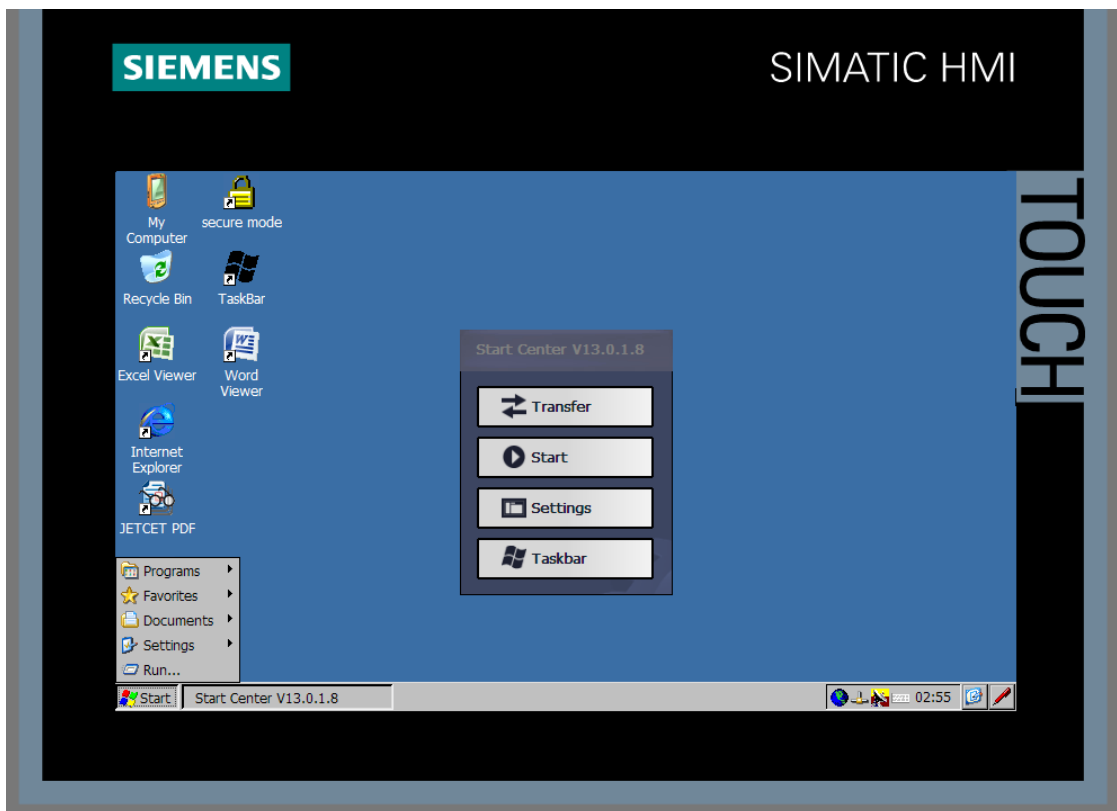 SIEMENS
SIMATIC HMI
TOUCH
My
Computer
secure mode
Recycle Bin
TaskBar
Excel Viewer
Word
Viewer
Internet
Explorer
JETCET PDF
Start Center V13.0.1.8
Transfer
Start
Settings
Taskbar
Programs
Favorites
Documents
Settings
Run...
Start
Start Center V13.0.1.8
02:55